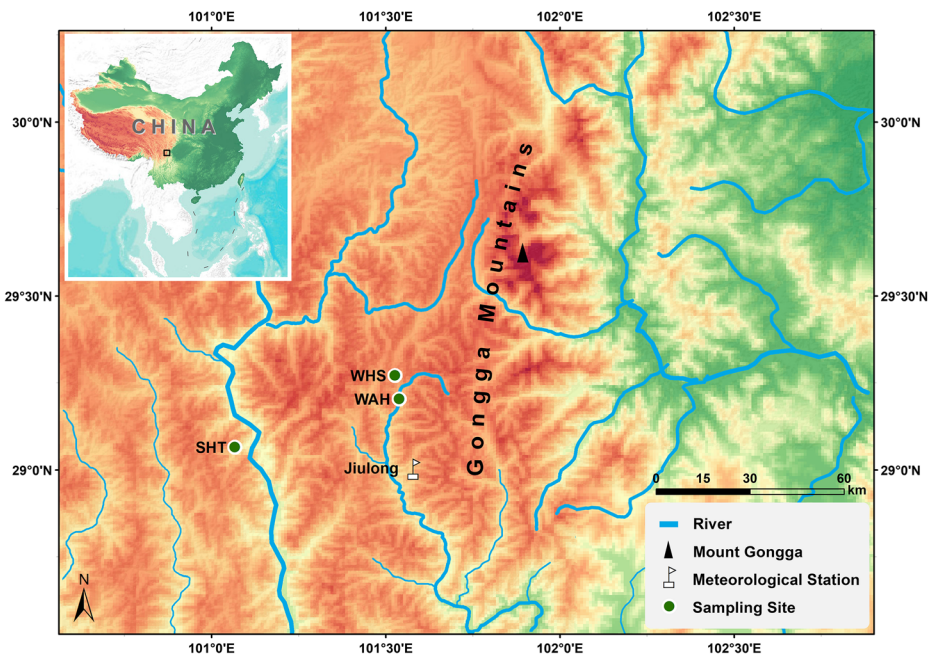 101°0'E 101°30'E 102°0'E 102°30'E
CHINA
30°0'N 30°0'N
29°30'N 29°30'N
29°0'N 29°0'N
Gongga Mountains
WHS
WAH
SHT
Jiulong
0 15 30 60
km
River
Mount Gongga
Meteorological Station
Sampling Site
N
101°0'E 101°30'E 102°0'E 102°30'E